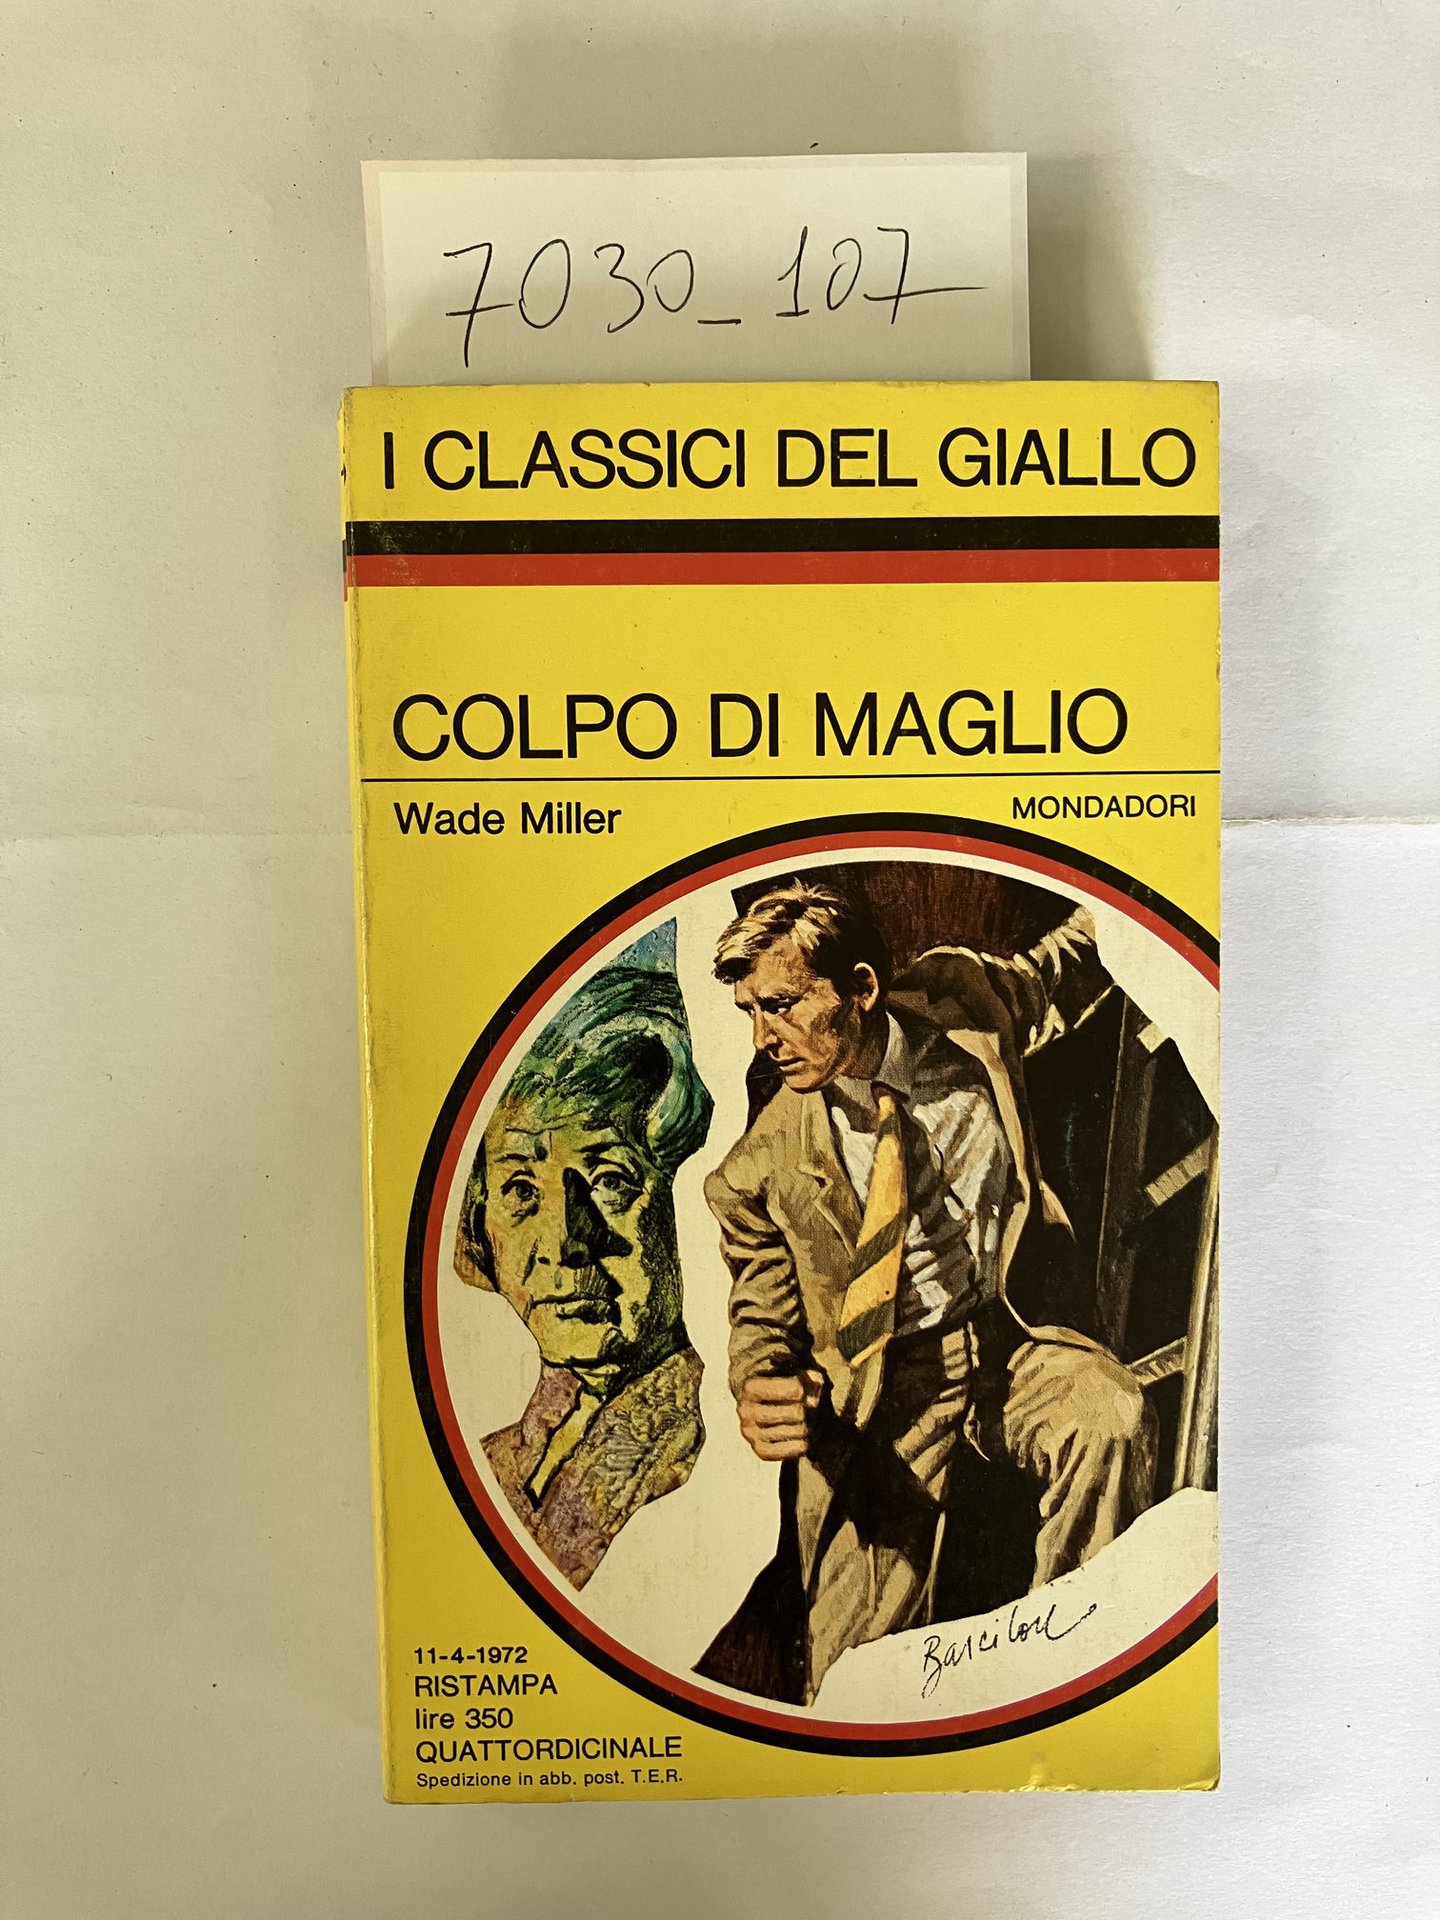 7030_107
I CLASSICI DEL GIALLO
COLPO DI MAGLIO
Wade Miller
MONDADORI
11-4-1972
RISTAMPA
lire 350
QUATTORDICINALE
Spedizione in abb. post. T.E.R.